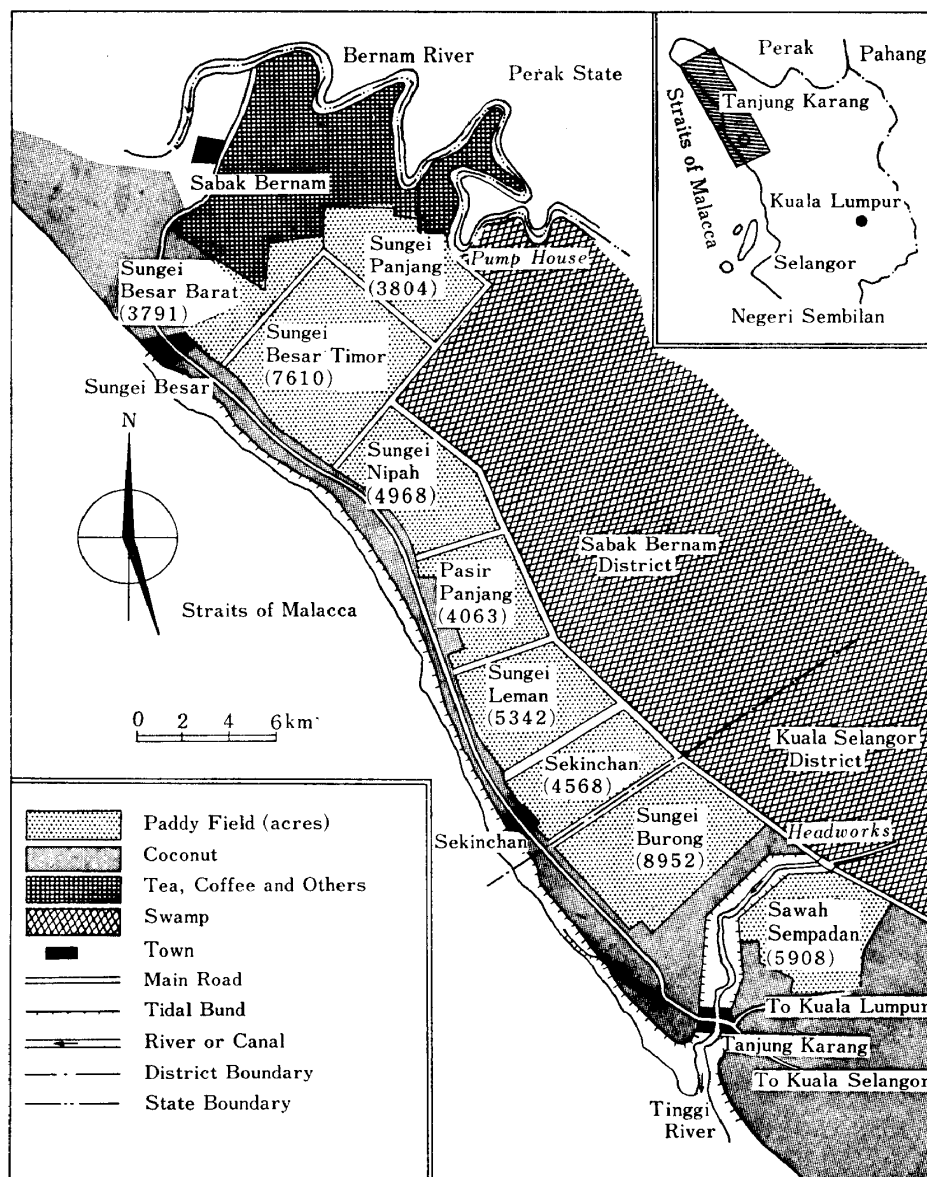 Bernam River
Perak State
Sabak Bernam
Sungei
Panjang
(3804)
Pump House
Sungei
Besar Barat
(3791)
Sungei
Besar Timor
(7610)
Sungei Besar
N
Sungei
Nipah
(4968)
Sabak Bernam
District
Pasir
Panjang
(4063)
Straits of Malacca
Sungei
Leman
(5342)
0 2 4 6km
Kuala Selangor
District
Sekinchan
(4568)
Sungei
Burong
(8952)
Headworks
Sekinchan
Sawah
Sempadan
(5908)
To Kuala Lumpur
Tanjung Karang
To Kuala Selangor
Tinggi
River
Perak
Pahang
Tanjung Karang
Straits of Malacca
Kuala Lumpur
Selangor
Negeri Sembilan
Paddy Field (acres)
Coconut
Tea, Coffee and Others
Swamp
Town
Main Road
Tidal Bund
River or Canal
District Boundary
State Boundary